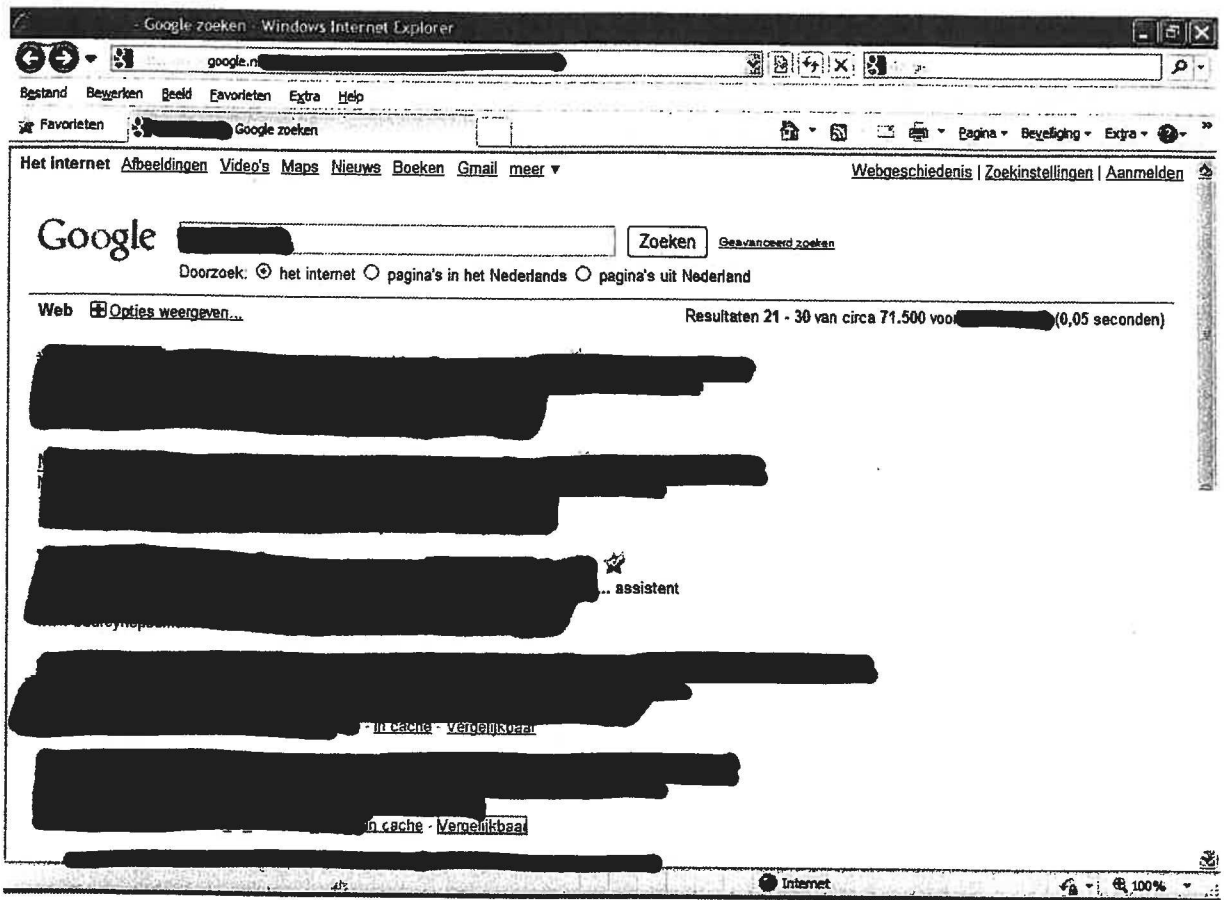 - Google zoeken - Windows Internet Explorer
google.n
Bestand Bewerken Beeld Favorieten Extra Help
Favorieten Google zoeken Pagina Beveiliging Extra
Het internet Afbeeldingen Video's Maps Nieuws Boeken Gmail meer ▼ Webgeschiedenis | Zoekinstellingen | Aanmelden
Google Zoeken Geavanceerd zoeken
Doorzoek: het internet pagina's in het Nederlands pagina's uit Nederland
Web Opties weergeven... Resultaten 21 - 30 van circa 71.500 voor (0,05 seconden)
... assistent
- In cache - Vergelijkbaar
in cache - Vergelijkbaar
Internet 100%